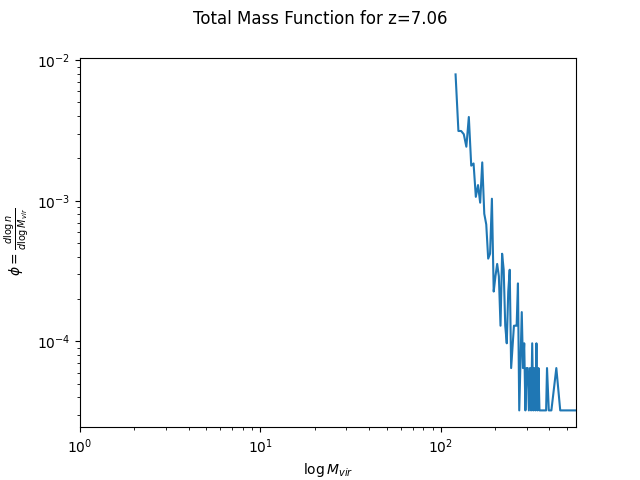 Total Mass Function for z=7.06
10⁻²
10⁻³
10⁻⁴
ϕ = d log n / d log M_vir
10⁰ 10¹ 10²
log M_vir